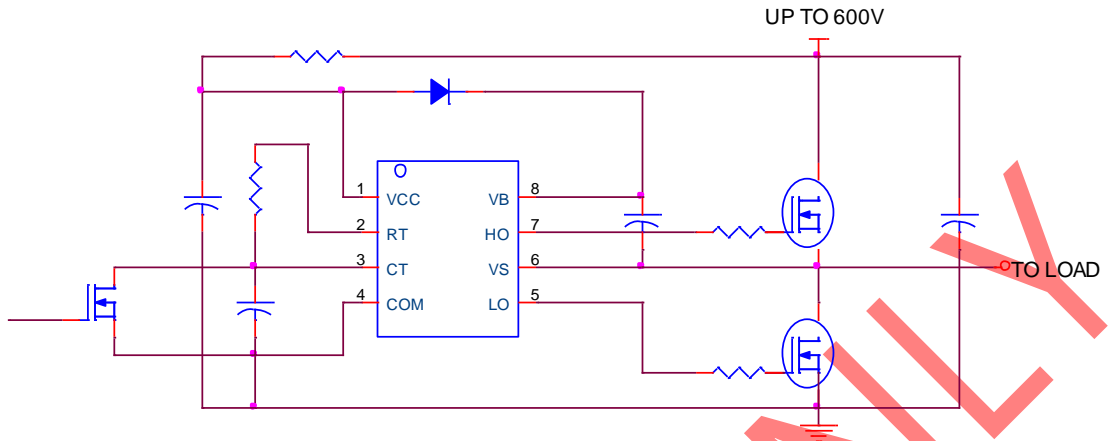 UP TO 600V
1 VCC VB 8
2 RT HO 7
3 CT VS 6
4 COM LO 5
TO LOAD